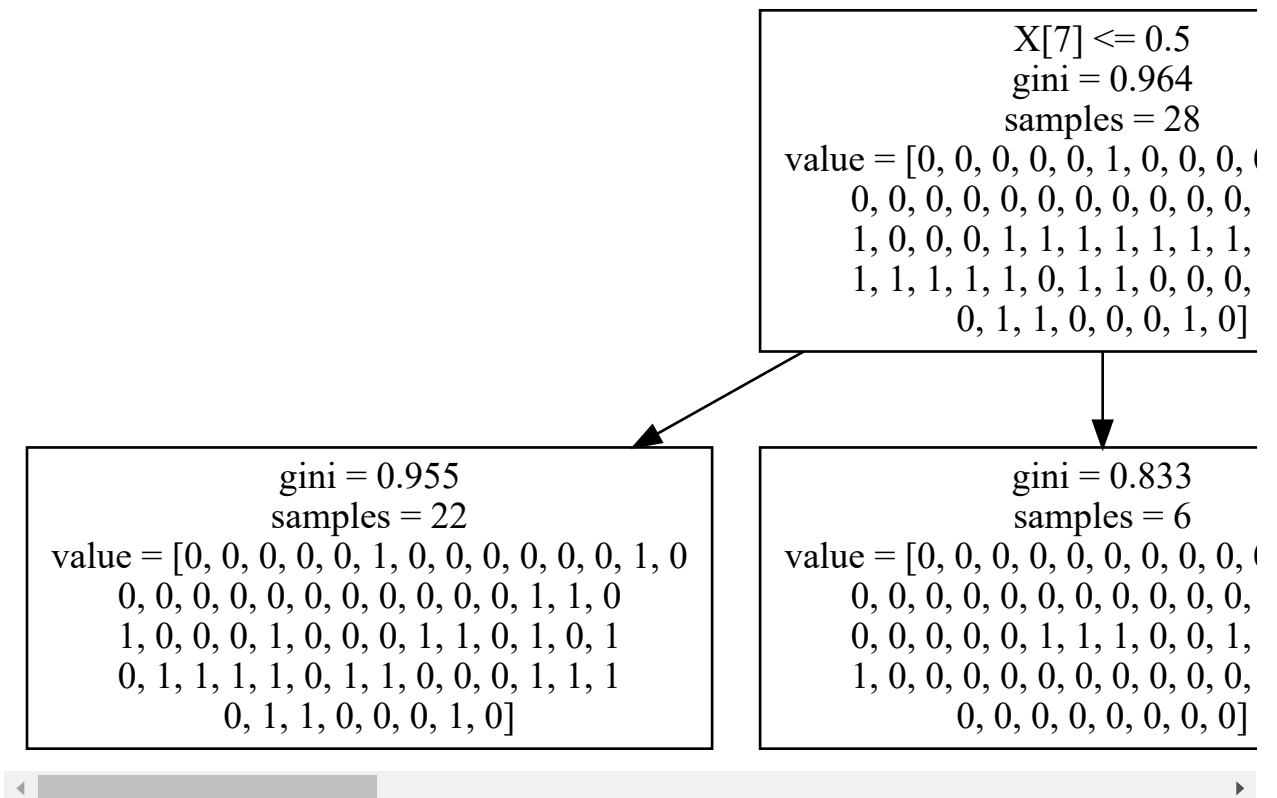 X[7] <= 0.5
gini = 0.964
samples = 28
value = [0, 0, 0, 0, 0, 1, 0, 0, 0,
0, 0, 0, 0, 0, 0, 0, 0, 0, 0, 0,
1, 0, 0, 0, 1, 1, 1, 1, 1, 1, 1,
1, 1, 1, 1, 1, 0, 1, 1, 0, 0, 0,
0, 1, 1, 0, 0, 0, 1, 0]
gini = 0.955
samples = 22
value = [0, 0, 0, 0, 0, 1, 0, 0, 0, 0, 0, 0, 1, 0
0, 0, 0, 0, 0, 0, 0, 0, 0, 0, 0, 1, 1, 0
1, 0, 0, 0, 1, 0, 0, 0, 1, 1, 0, 1, 0, 1
0, 1, 1, 1, 1, 0, 1, 1, 0, 0, 0, 1, 1, 1
0, 1, 1, 0, 0, 0, 1, 0]
gini = 0.833
samples = 6
value = [0, 0, 0, 0, 0, 0, 0, 0, 0,
0, 0, 0, 0, 0, 0, 0, 0, 0, 0, 0,
0, 0, 0, 0, 0, 1, 1, 1, 0, 0, 1,
1, 0, 0, 0, 0, 0, 0, 0, 0, 0, 0,
0, 0, 0, 0, 0, 0, 0, 0]